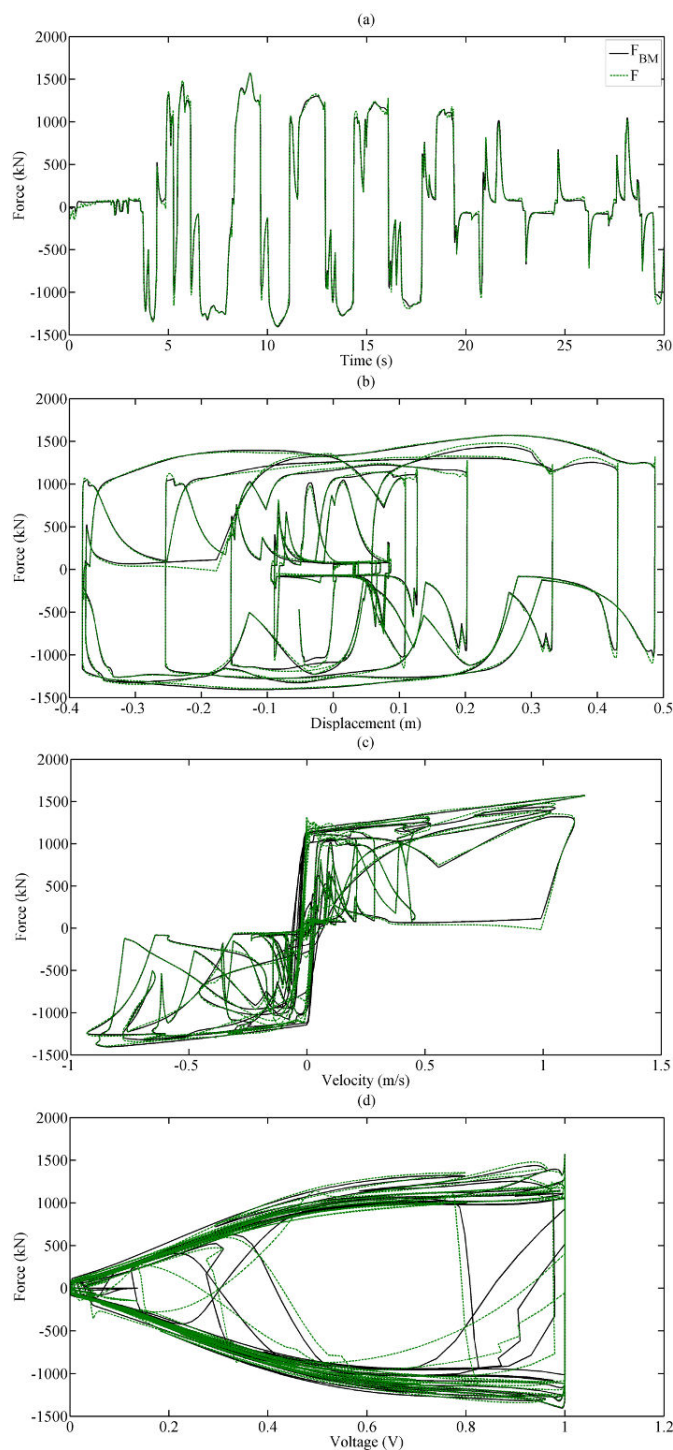 (a)
2000
1500
1000
500
0
-500
-1000
-1500
Force (kN)
F_BM
F
0 5 10 15 20 25 30
Time (s)
(b)
2000
1500
1000
500
0
-500
-1000
-1500
Force (kN)
-0.4 -0.3 -0.2 -0.1 0 0.1 0.2 0.3 0.4 0.5
Displacement (m)
(c)
2000
1500
1000
500
0
-500
-1000
-1500
Force (kN)
-1 -0.5 0 0.5 1 1.5
Velocity (m/s)
(d)
2000
1500
1000
500
0
-500
-1000
-1500
Force (kN)
0 0.2 0.4 0.6 0.8 1 1.2
Voltage (V)